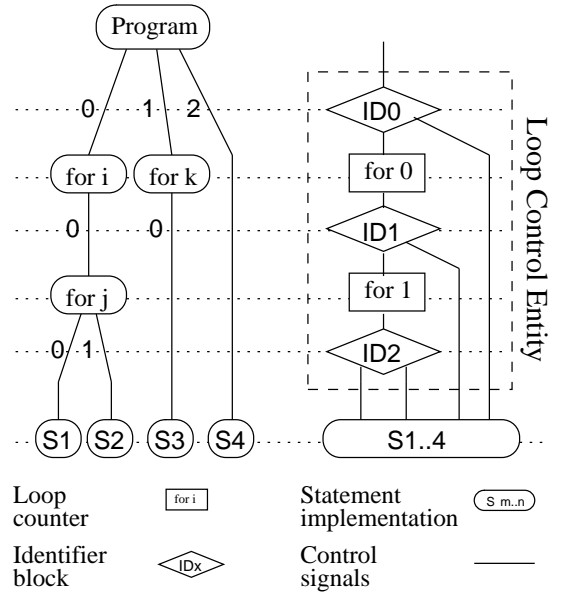 Program
0 1 2
ID0
for i for k
for 0
0 0
ID1
for j
for 1
0 1
ID2
Loop Control Entity
S1 S2 S3 S4
S1..4
Loop
counter
for i
Statement
implementation
S m..n
Identifier
block
IDx
Control
signals